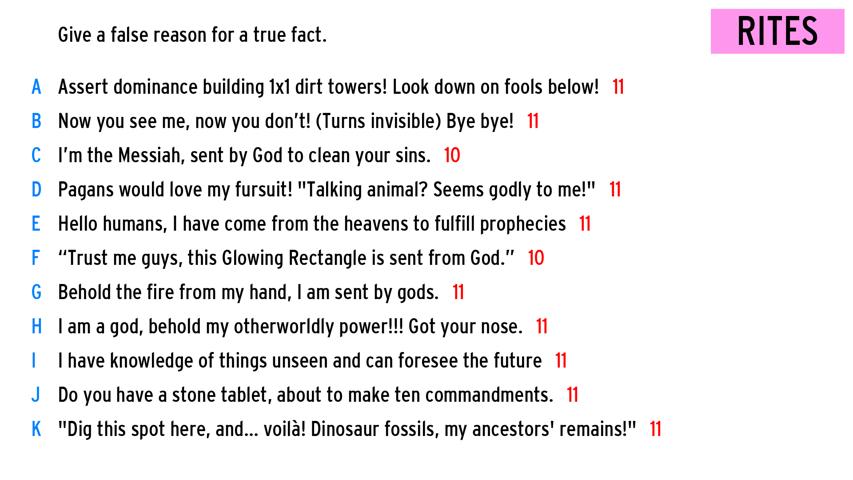 Give a false reason for a true fact.
RITES
A Assert dominance building 1x1 dirt towers! Look down on fools below! 11
B Now you see me, now you don't! (Turns invisible) Bye bye! 11
C I'm the Messiah, sent by God to clean your sins. 10
D Pagans would love my fursuit! "Talking animal? Seems godly to me!" 11
E Hello humans, I have come from the heavens to fulfill prophecies 11
F “Trust me guys, this Glowing Rectangle is sent from God.” 10
G Behold the fire from my hand, I am sent by gods. 11
H I am a god, behold my otherworldly power!!! Got your nose. 11
I I have knowledge of things unseen and can foresee the future 11
J Do you have a stone tablet, about to make ten commandments. 11
K "Dig this spot here, and... voilà! Dinosaur fossils, my ancestors' remains!" 11